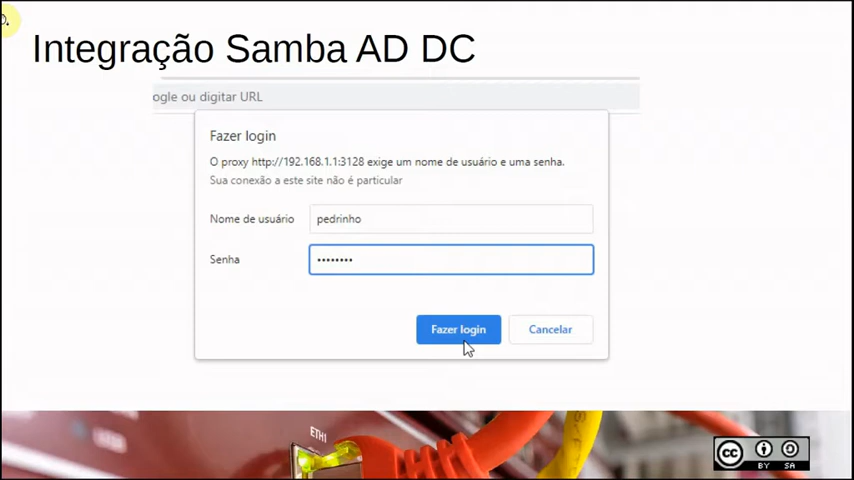 Integração Samba AD DC
ogle ou digitar URL
Fazer login
O proxy http://192.168.1.1:3128 exige um nome de usuário e uma senha.
Sua conexão a este site não é particular
Nome de usuário pedrinho
Senha ••••••••
Fazer login Cancelar
ETH1
cc
BY SA